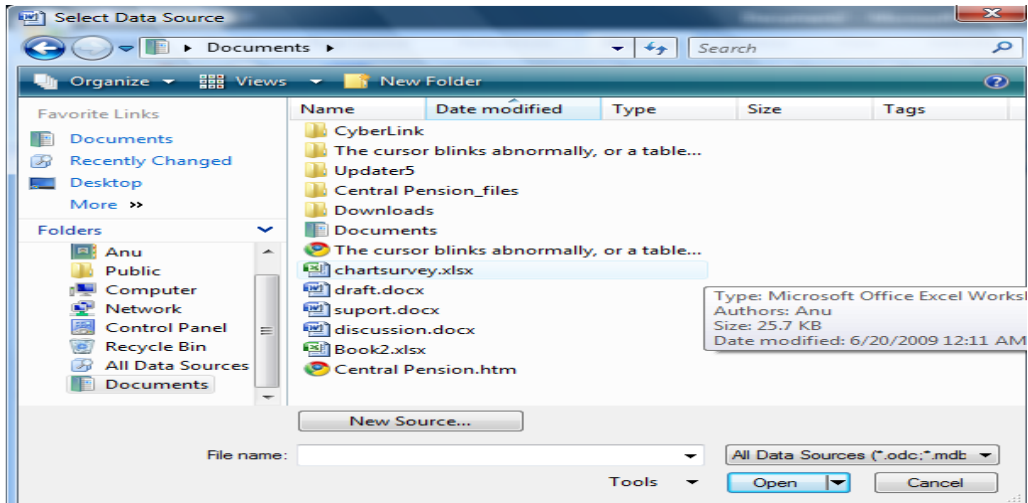 Select Data Source
Documents
Search
Organize Views New Folder
Favorite Links
Documents
Recently Changed
Desktop
More »
Folders
Anu
Public
Computer
Network
Control Panel
Recycle Bin
All Data Sources
Documents
Name Date modified Type Size Tags
CyberLink
The cursor blinks abnormally, or a table...
Updater5
Central Pension_files
Downloads
Documents
The cursor blinks abnormally, or a table...
chartsurvey.xlsx
draft.docx
suport.docx
discussion.docx
Book2.xlsx
Central Pension.htm
Type: Microsoft Office Excel Works
Authors: Anu
Size: 25.7 KB
Date modified: 6/20/2009 12:11 AM
New Source...
File name: All Data Sources (*.odc;*.mdb
Tools Open Cancel